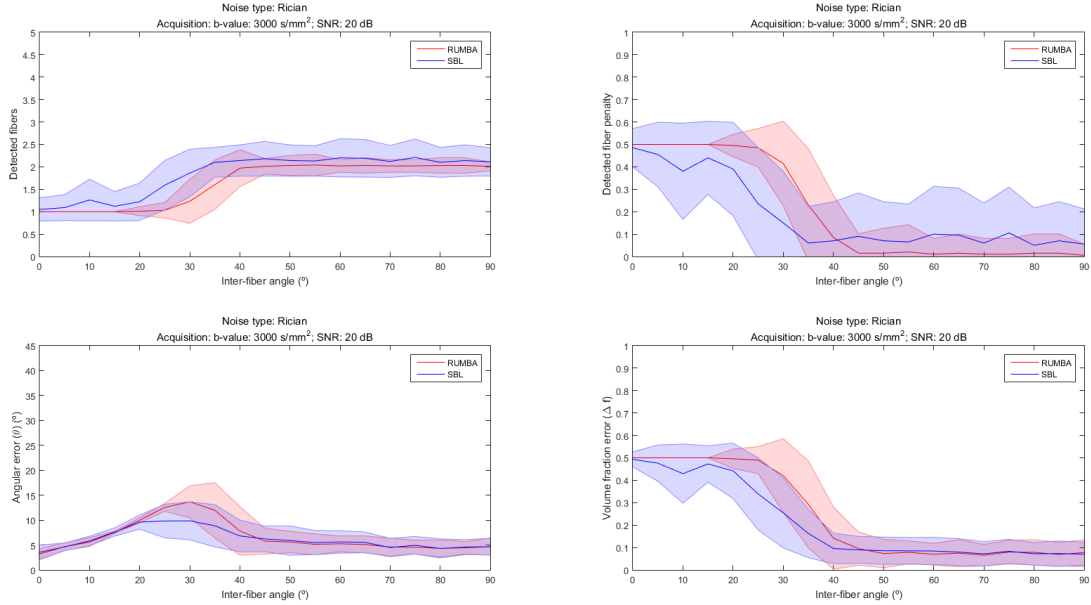 Noise type: Rician
Acquisition: b-value: 3000 s/mm²; SNR: 20 dB
5
4.5
4
3.5
3
2.5
2
1.5
1
0.5
0
Detected fibers
RUMBA
SBL
0 10 20 30 40 50 60 70 80 90
Inter-fiber angle (º)
Noise type: Rician
Acquisition: b-value: 3000 s/mm²; SNR: 20 dB
1
0.9
0.8
0.7
0.6
0.5
0.4
0.3
0.2
0.1
0
Detected fiber penalty
RUMBA
SBL
0 10 20 30 40 50 60 70 80 90
Inter-fiber angle (º)
Noise type: Rician
Acquisition: b-value: 3000 s/mm²; SNR: 20 dB
45
40
35
30
25
20
15
10
5
0
Angular error (θ) (º)
RUMBA
SBL
0 10 20 30 40 50 60 70 80 90
Inter-fiber angle (º)
Noise type: Rician
Acquisition: b-value: 3000 s/mm²; SNR: 20 dB
1
0.9
0.8
0.7
0.6
0.5
0.4
0.3
0.2
0.1
0
Volume fraction error (Δ f)
RUMBA
SBL
0 10 20 30 40 50 60 70 80 90
Inter-fiber angle (º)